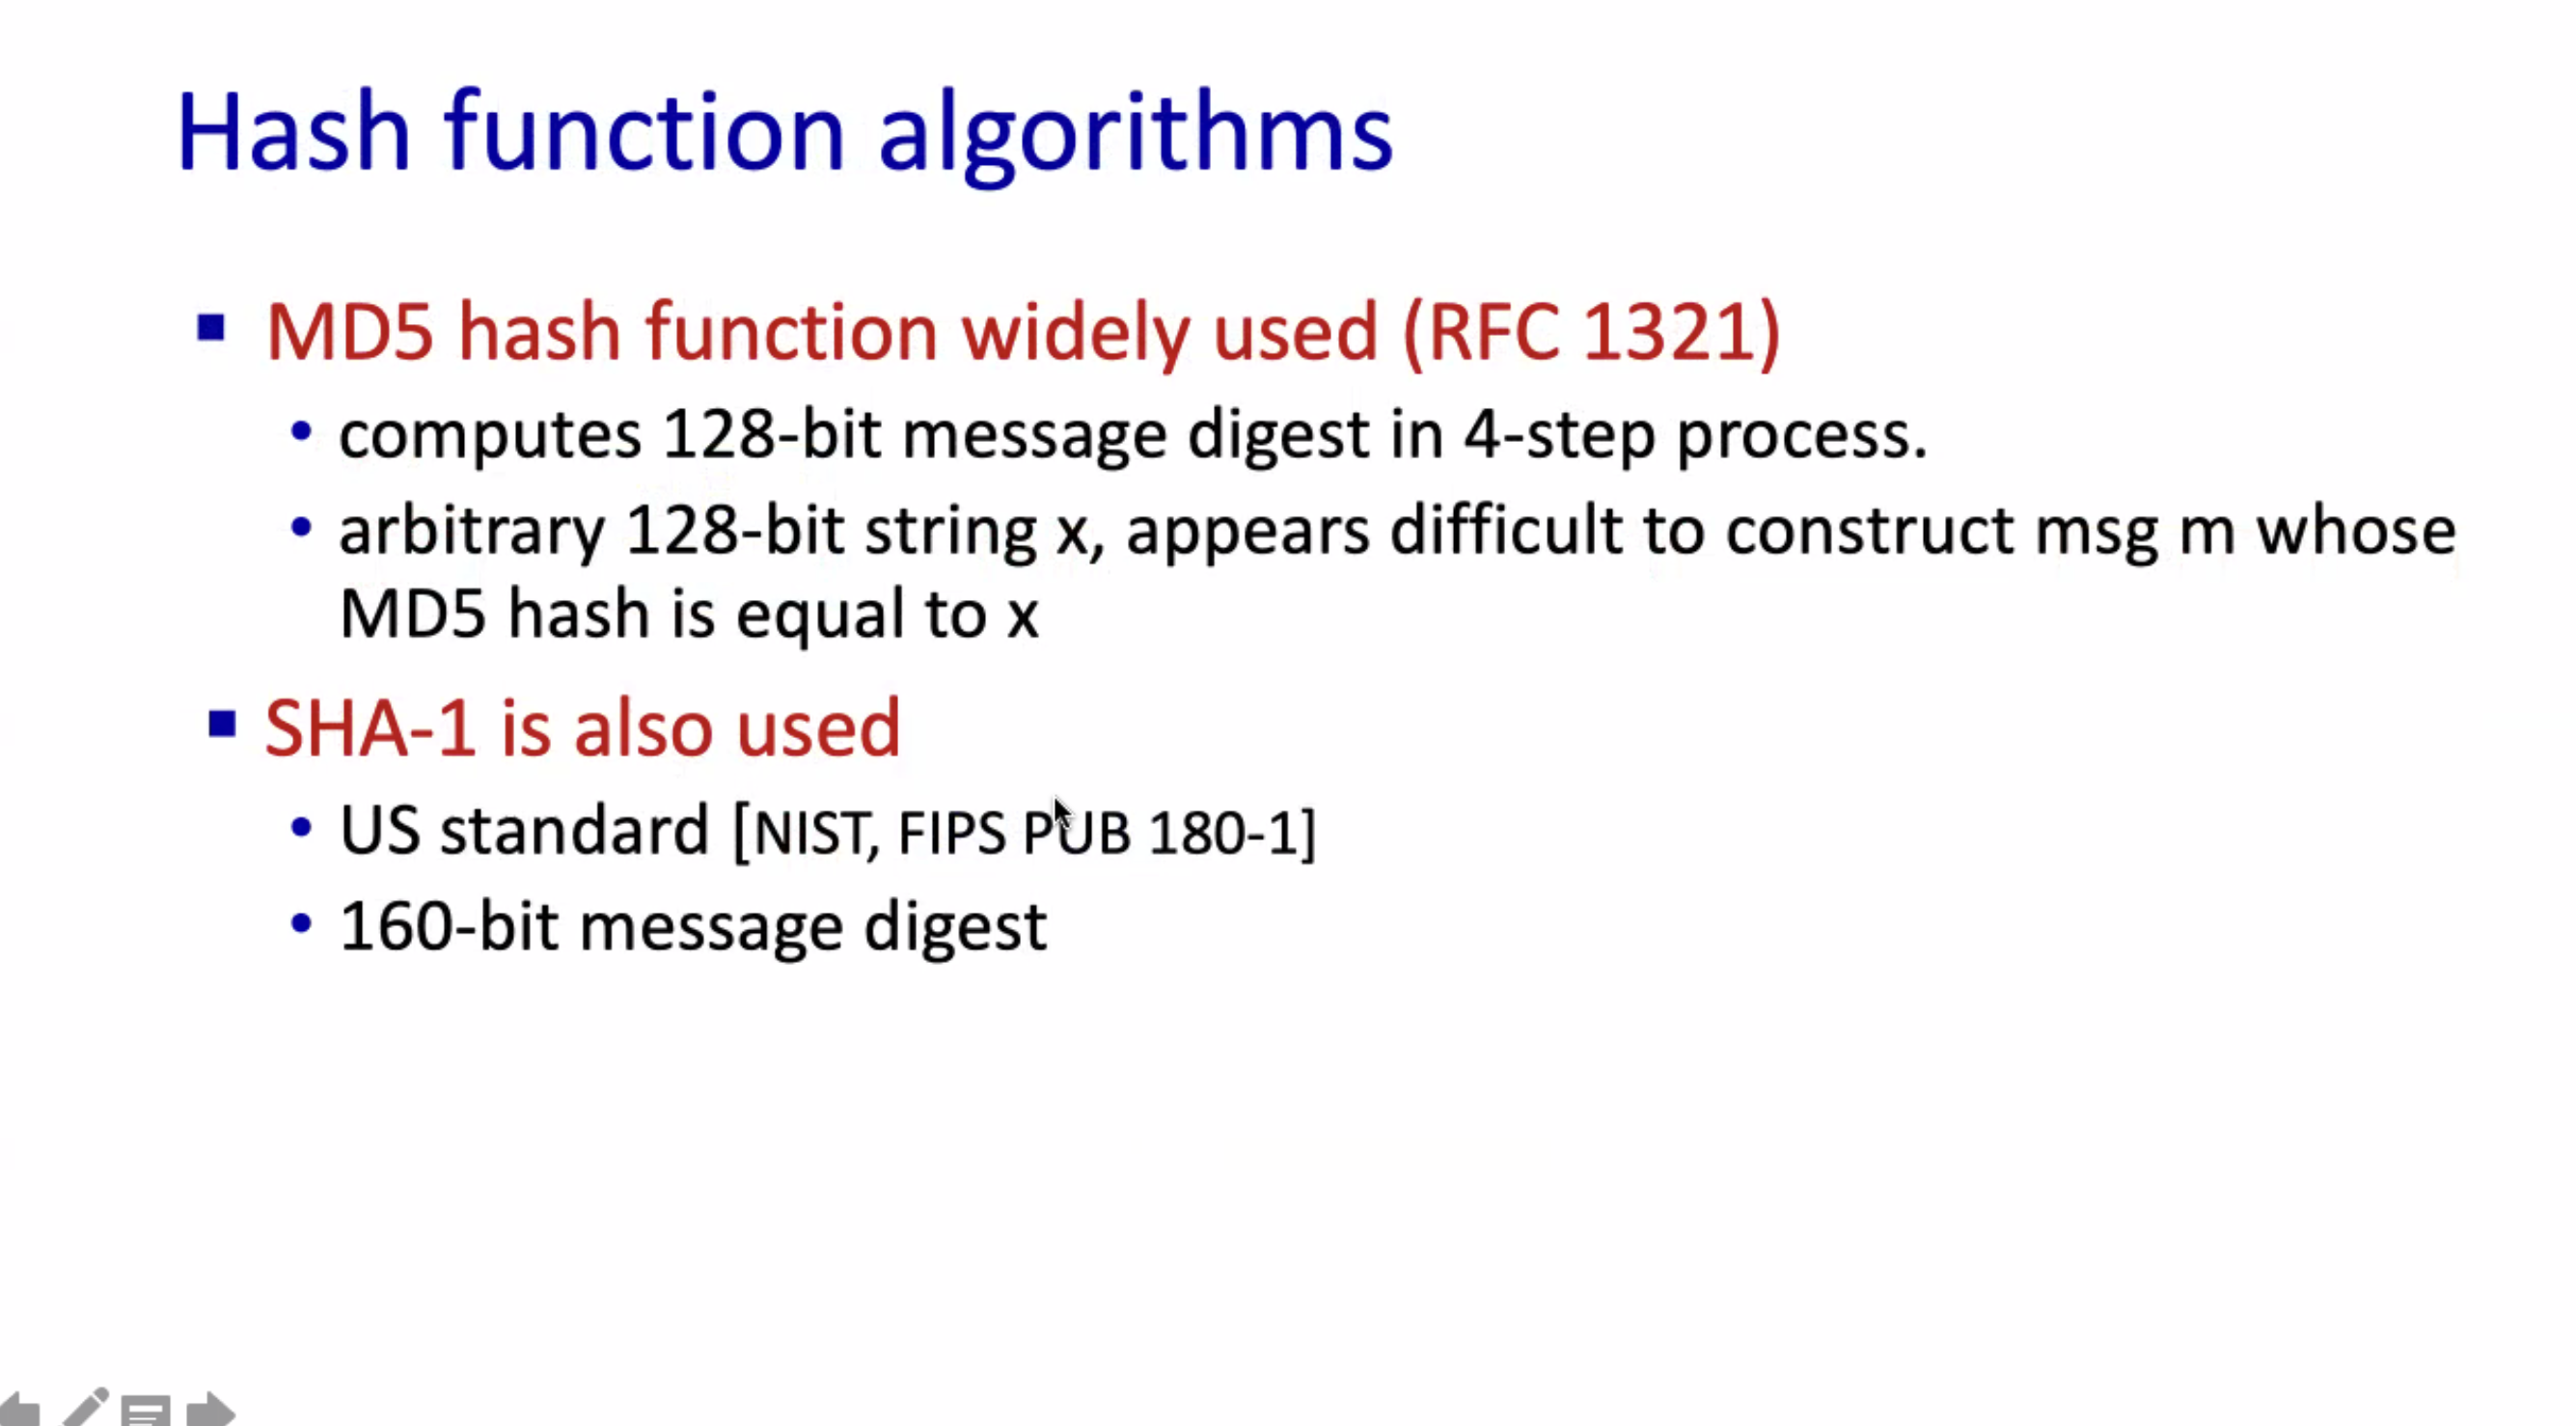 Hash function algorithms
▪ MD5 hash function widely used (RFC 1321)
• computes 128-bit message digest in 4-step process.
• arbitrary 128-bit string x, appears difficult to construct msg m whose
MD5 hash is equal to x
▪ SHA-1 is also used
• US standard [NIST, FIPS PUB 180-1]
• 160-bit message digest